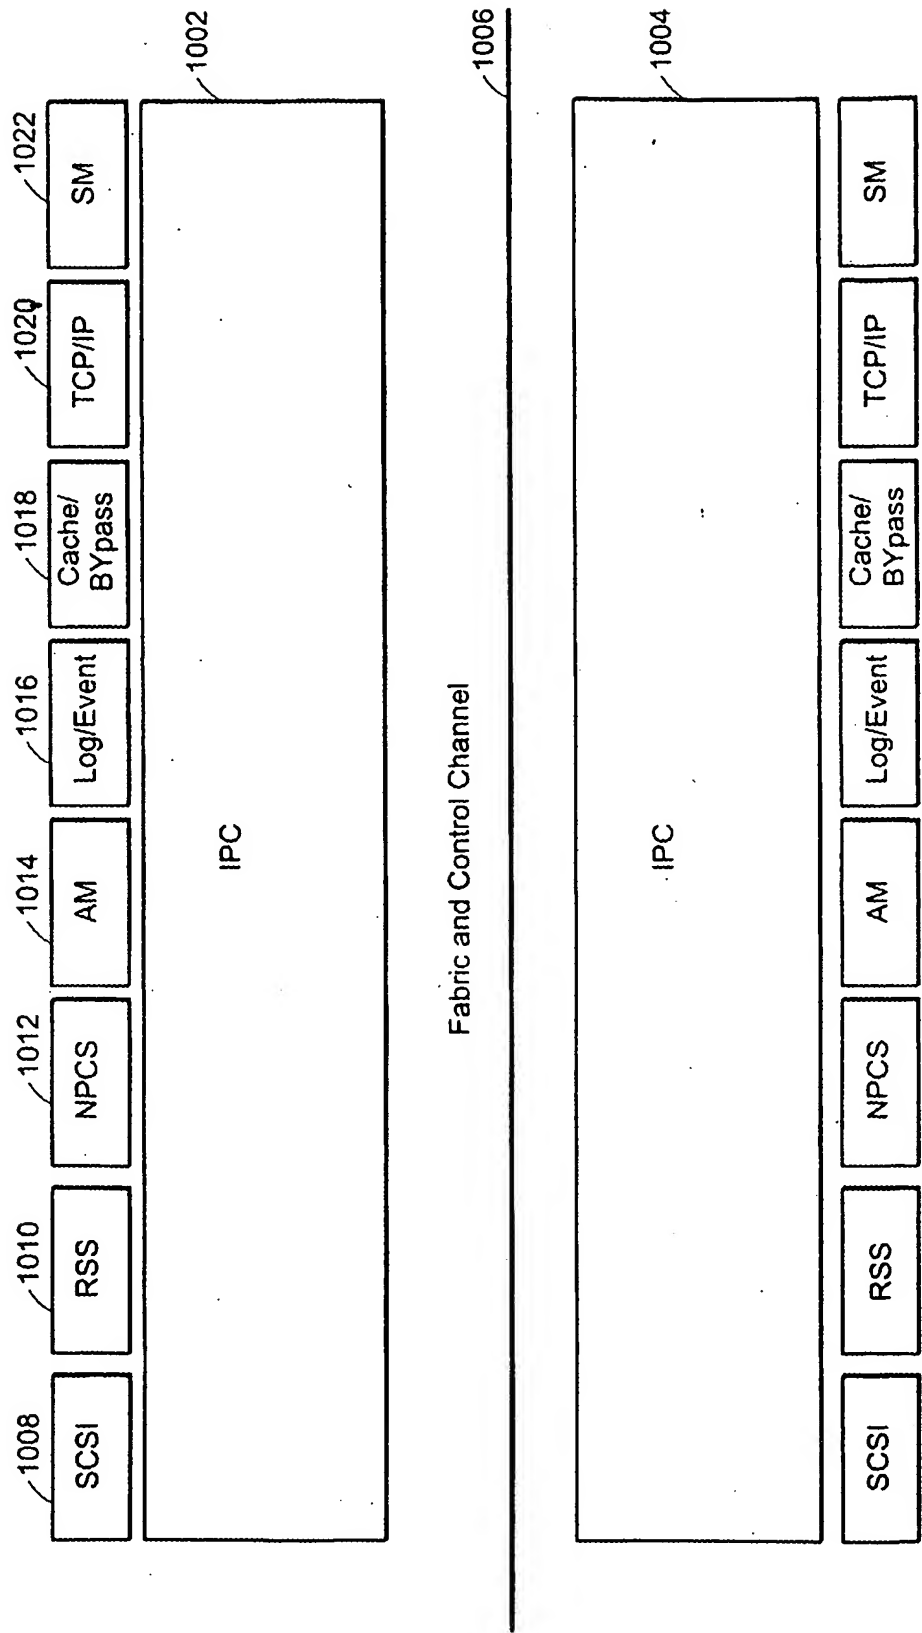 1008
1010
1012
1014
1016
1018
1020
1022
SCSI
RSS
NPCS
AM
Log/Event
Cache/
BYpass
TCP/IP
SM
1002
IPC
Fabric and Control Channel
1006
IPC
1004
SCSI
RSS
NPCS
AM
Log/Event
Cache/
BYpass
TCP/IP
SM